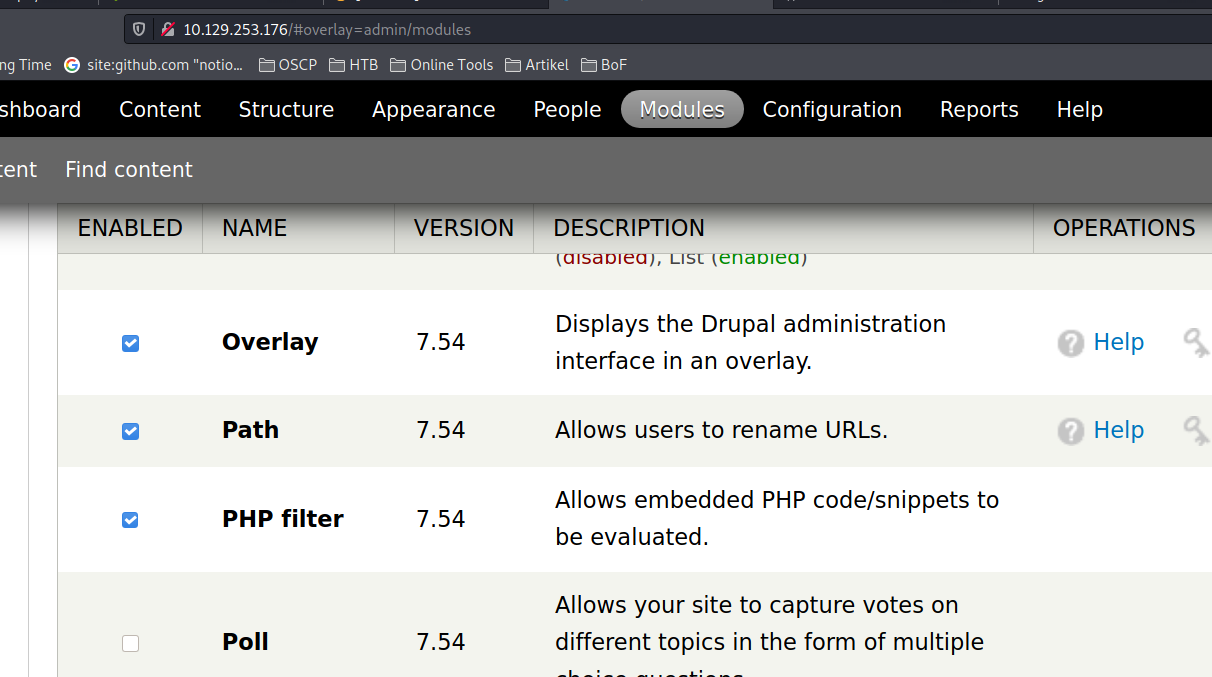 10.129.253.176/#overlay=admin/modules
ng Time site:github.com "notio... OSCP HTB Online Tools Artikel BoF
shboard Content Structure Appearance People Modules Configuration Reports Help
tent Find content
ENABLED NAME VERSION DESCRIPTION OPERATIONS
(disabled), List (enabled)
Overlay 7.54 Displays the Drupal administration interface in an overlay. Help
Path 7.54 Allows users to rename URLs. Help
PHP filter 7.54 Allows embedded PHP code/snippets to be evaluated.
Poll 7.54 Allows your site to capture votes on different topics in the form of multiple choice questions.